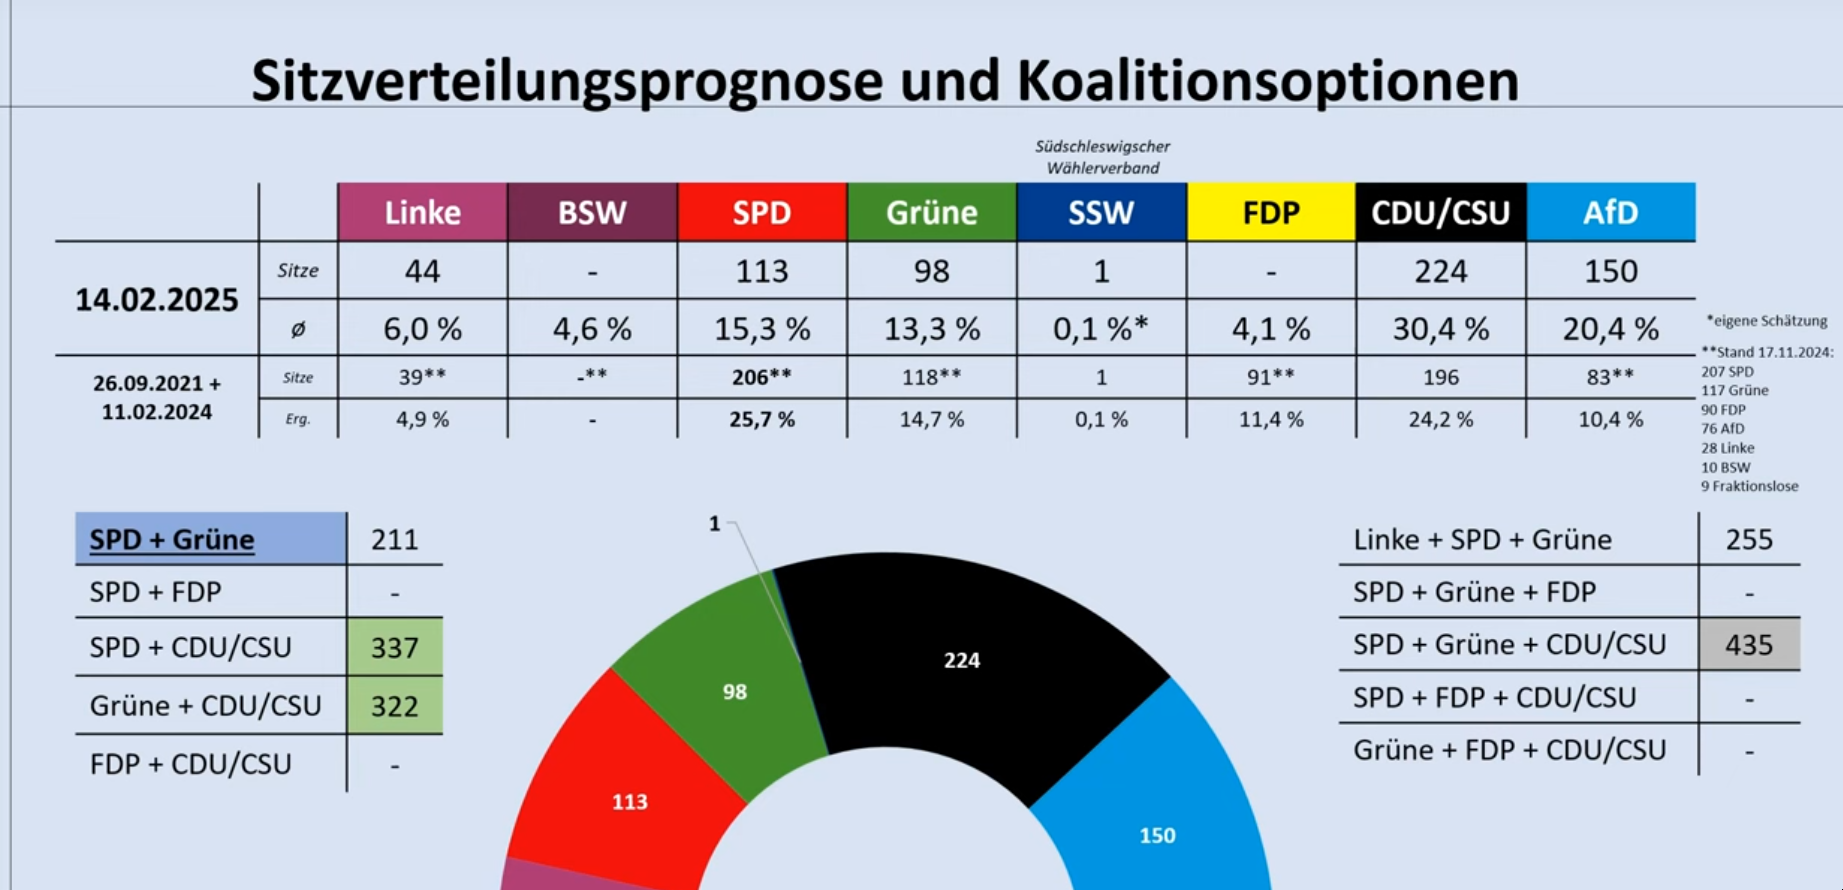 Sitzverteilungsprognose und Koalitionsoptionen
Südschleswigscher
Wählerverband
Linke BSW SPD Grüne SSW FDP CDU/CSU AfD
14.02.2025
Sitze 44 - 113 98 1 - 224 150
ø 6,0 % 4,6 % 15,3 % 13,3 % 0,1 %* 4,1 % 30,4 % 20,4 %
26.09.2021 +
11.02.2024
Sitze 39** -** 206** 118** 1 91** 196 83**
Erg. 4,9 % - 25,7 % 14,7 % 0,1 % 11,4 % 24,2 % 10,4 %
*eigene Schätzung
**Stand 17.11.2024:
207 SPD
117 Grüne
90 FDP
76 AfD
28 Linke
10 BSW
9 Fraktionslose
SPD + Grüne 211
SPD + FDP -
SPD + CDU/CSU 337
Grüne + CDU/CSU 322
FDP + CDU/CSU -
1
224
98
113
150
Linke + SPD + Grüne 255
SPD + Grüne + FDP -
SPD + Grüne + CDU/CSU 435
SPD + FDP + CDU/CSU -
Grüne + FDP + CDU/CSU -